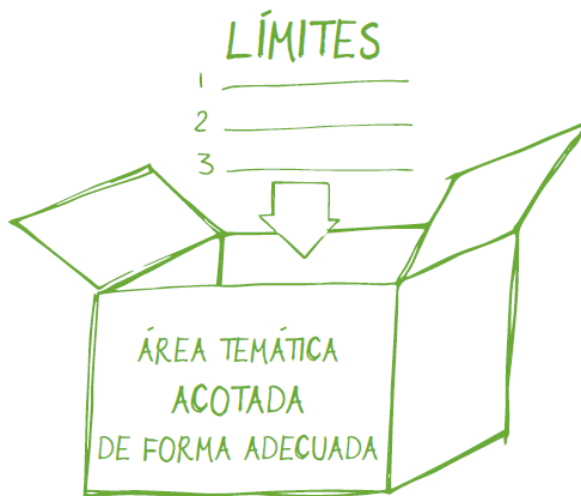 LÍMITES
1
2
3
ÁREA TEMÁTICA
ACOTADA
DE FORMA ADECUADA